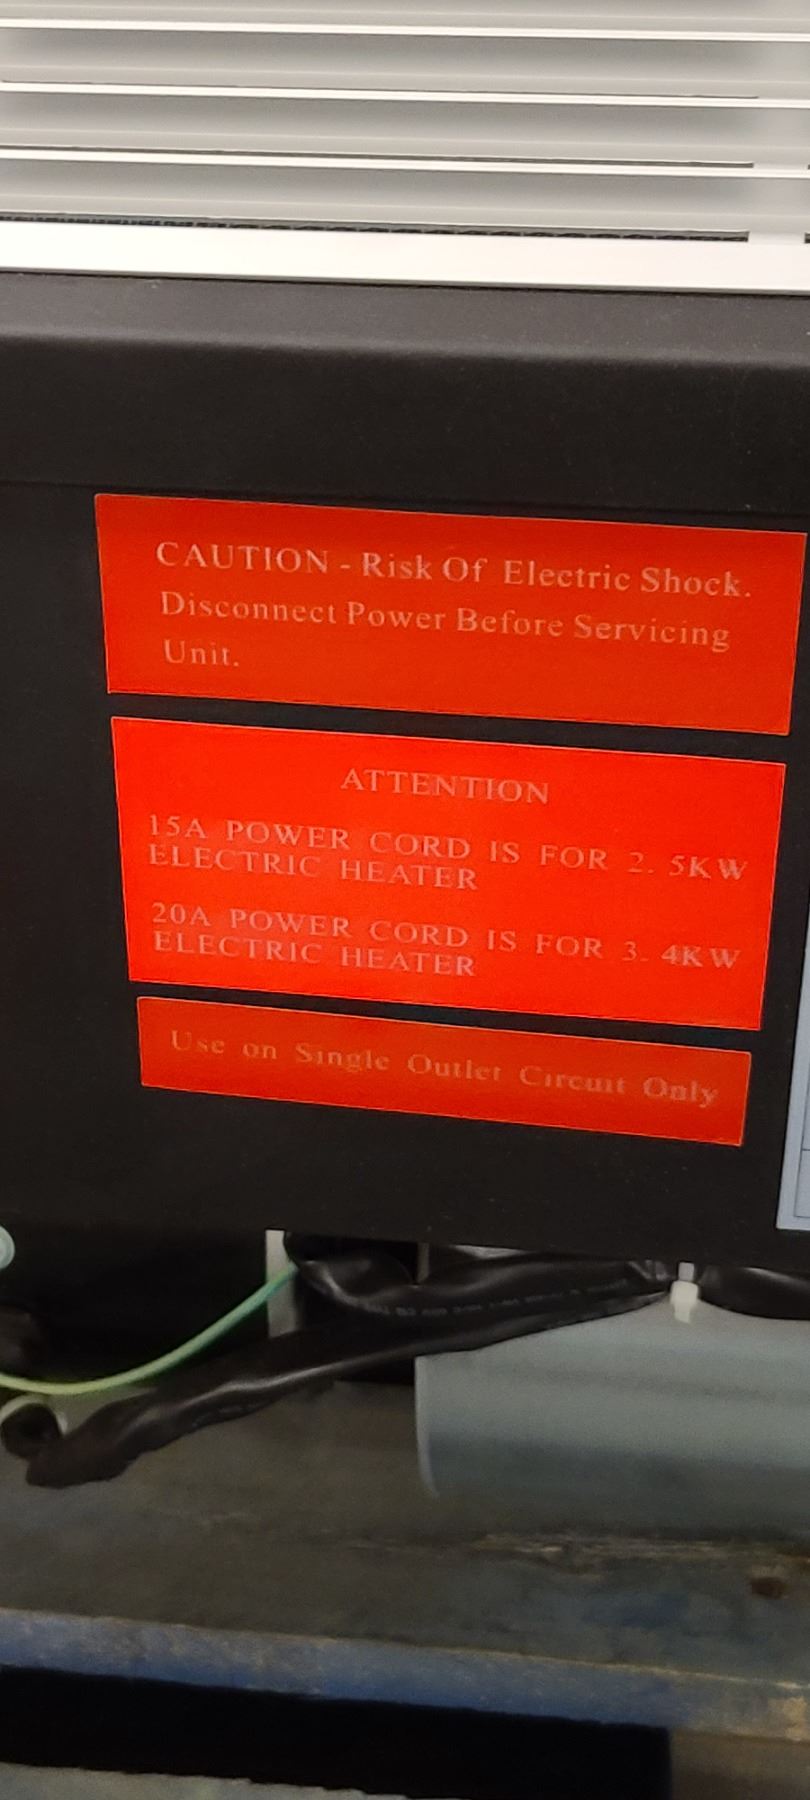 CAUTION - Risk Of Electric Shock.
Disconnect Power Before Servicing
Unit.
ATTENTION
15A POWER CORD IS FOR 2. 5KW
ELECTRIC HEATER
20A POWER CORD IS FOR 3. 4KW
ELECTRIC HEATER
Use on Single Outlet Circuit Only